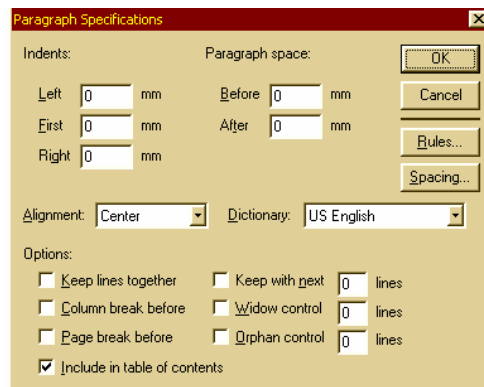 Paragraph Specifications
Indents:
Paragraph space:
OK
Left 0 mm
Before 0 mm
Cancel
First 0 mm
After 0 mm
Right 0 mm
Rules...
Spacing...
Alignment: Center
Dictionary: US English
Options:
Keep lines together
Keep with next 0 lines
Column break before
Widow control 0 lines
Page break before
Orphan control 0 lines
Include in table of contents